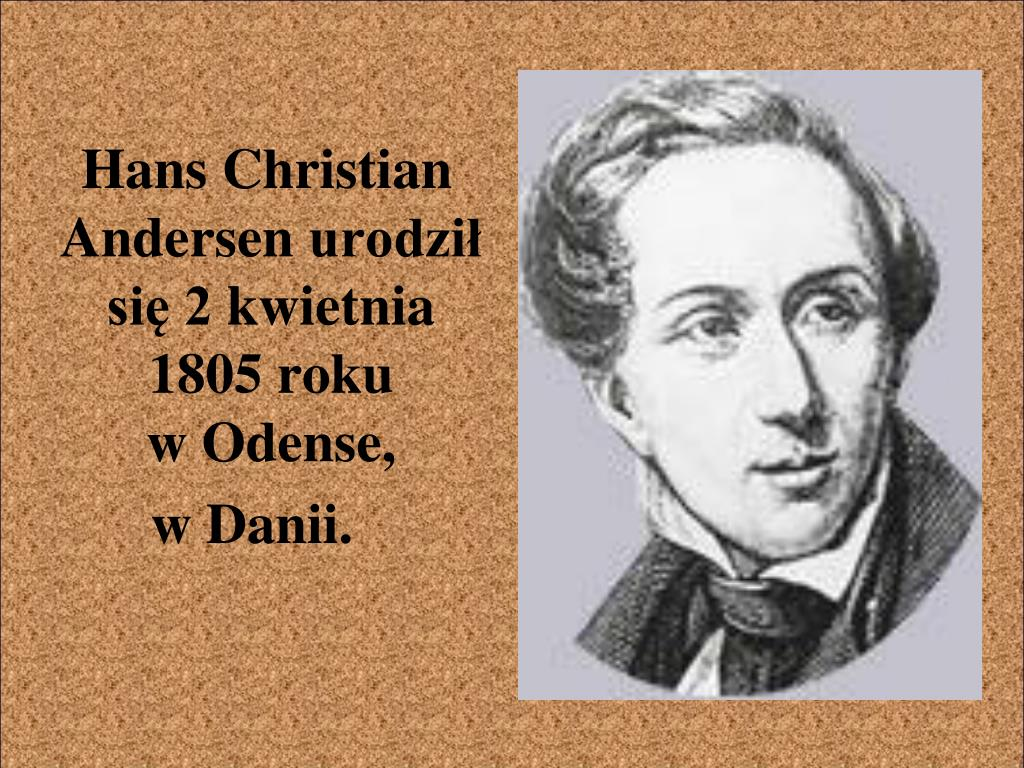 Hans Christian
Andersen urodził
się 2 kwietnia
1805 roku
w Odense,
w Danii.